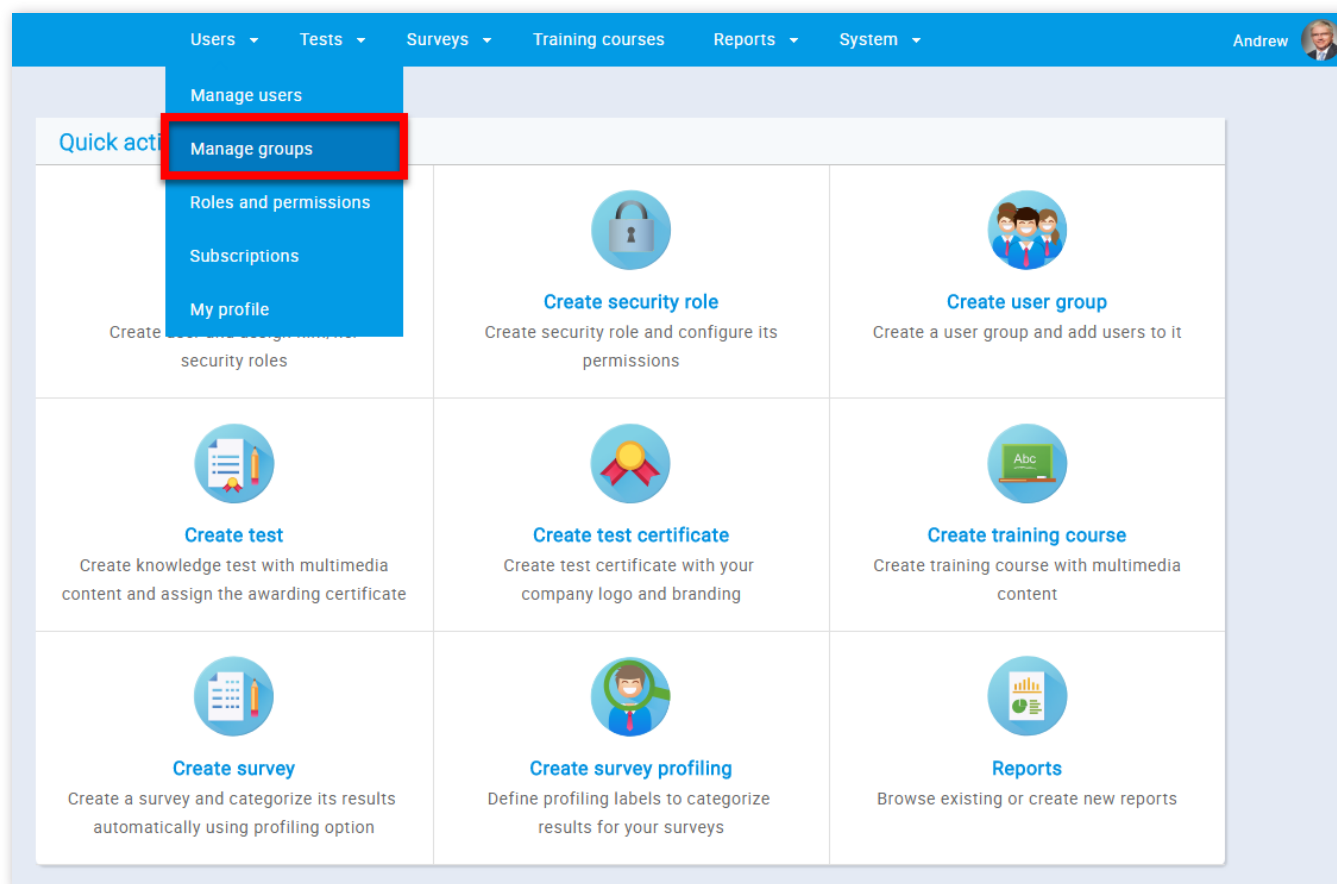 Users Tests Surveys Training courses Reports System Andrew
Manage users
Quick acti
Manage groups
Roles and permissions
Subscriptions
My profile
Create
security roles
Create security role
Create security role and configure its
permissions
Create user group
Create a user group and add users to it
Create test
Create knowledge test with multimedia
content and assign the awarding certificate
Create test certificate
Create test certificate with your
company logo and branding
Abc
Create training course
Create training course with multimedia
content
Create survey
Create a survey and categorize its results
automatically using profiling option
Create survey profiling
Define profiling labels to categorize
results for your surveys
Reports
Browse existing or create new reports